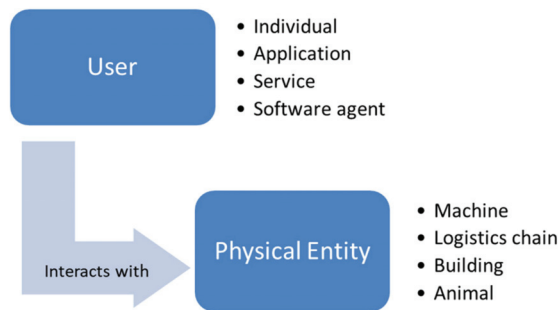 User
• Individual
• Application
• Service
• Software agent
Interacts with
Physical Entity
• Machine
• Logistics chain
• Building
• Animal